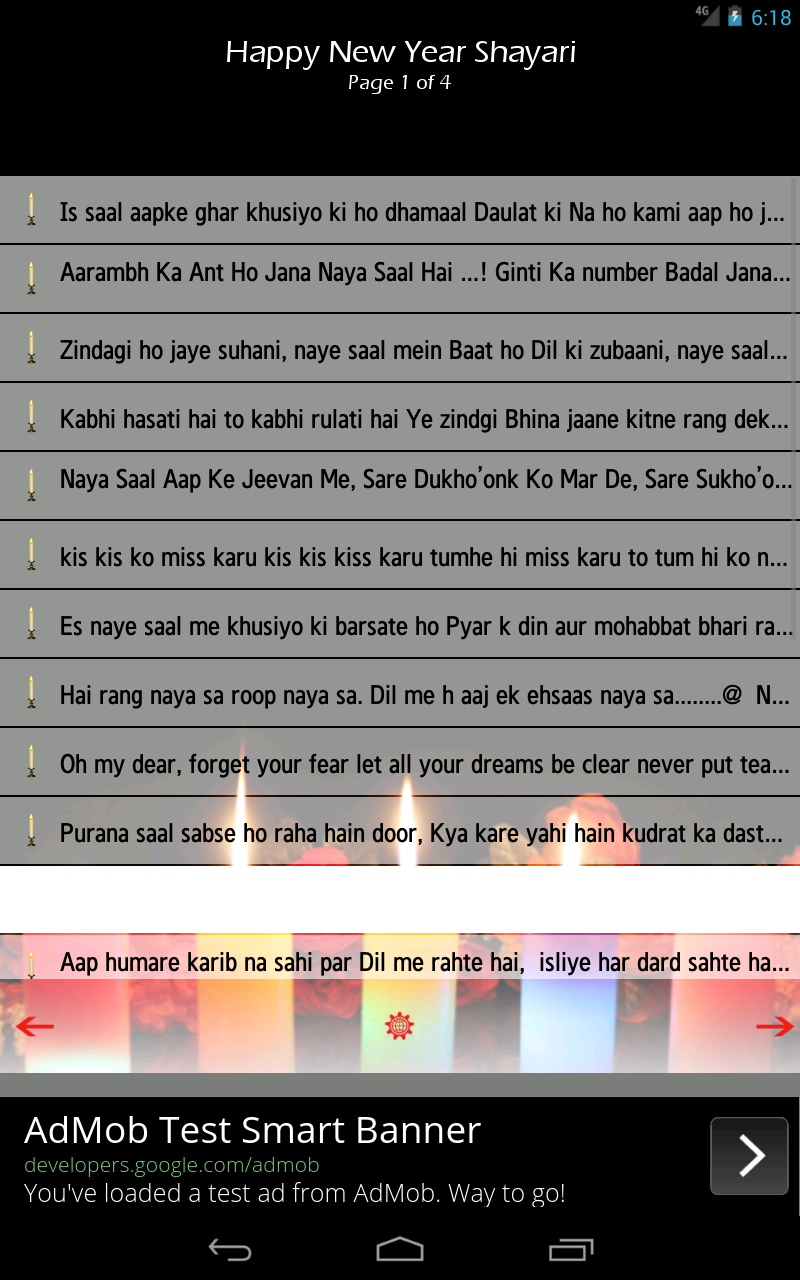 4G 6:18
Happy New Year Shayari
Page 1 of 4
Is saal aapke ghar khusiyo ki ho dhamaal Daulat ki Na ho kami aap ho j...
Aarambh Ka Ant Ho Jana Naya Saal Hai ...! Ginti Ka number Badal Jana...
Zindagi ho jaye suhani, naye saal mein Baat ho Dil ki zubaani, naye saal...
Kabhi hasati hai to kabhi rulati hai Ye zindgi Bhina jaane kitne rang dek...
Naya Saal Aap Ke Jeevan Me, Sare Dukho’onk Ko Mar De, Sare Sukho’o...
kis kis ko miss karu kis kis kiss karu tumhe hi miss karu to tum hi ko n...
Es naye saal me khusiyo ki barsate ho Pyar k din aur mohabbat bhari ra...
Hai rang naya sa roop naya sa. Dil me h aaj ek ehsaas naya sa........@ N...
Oh my dear, forget your fear let all your dreams be clear never put tea...
Purana saal sabse ho raha hain door, Kya kare yahi hain kudrat ka dast...
Aap humare karib na sahi par Dil me rahte hai, isliye har dard sahte ha...
AdMob Test Smart Banner
developers.google.com/admob
You've loaded a test ad from AdMob. Way to go!